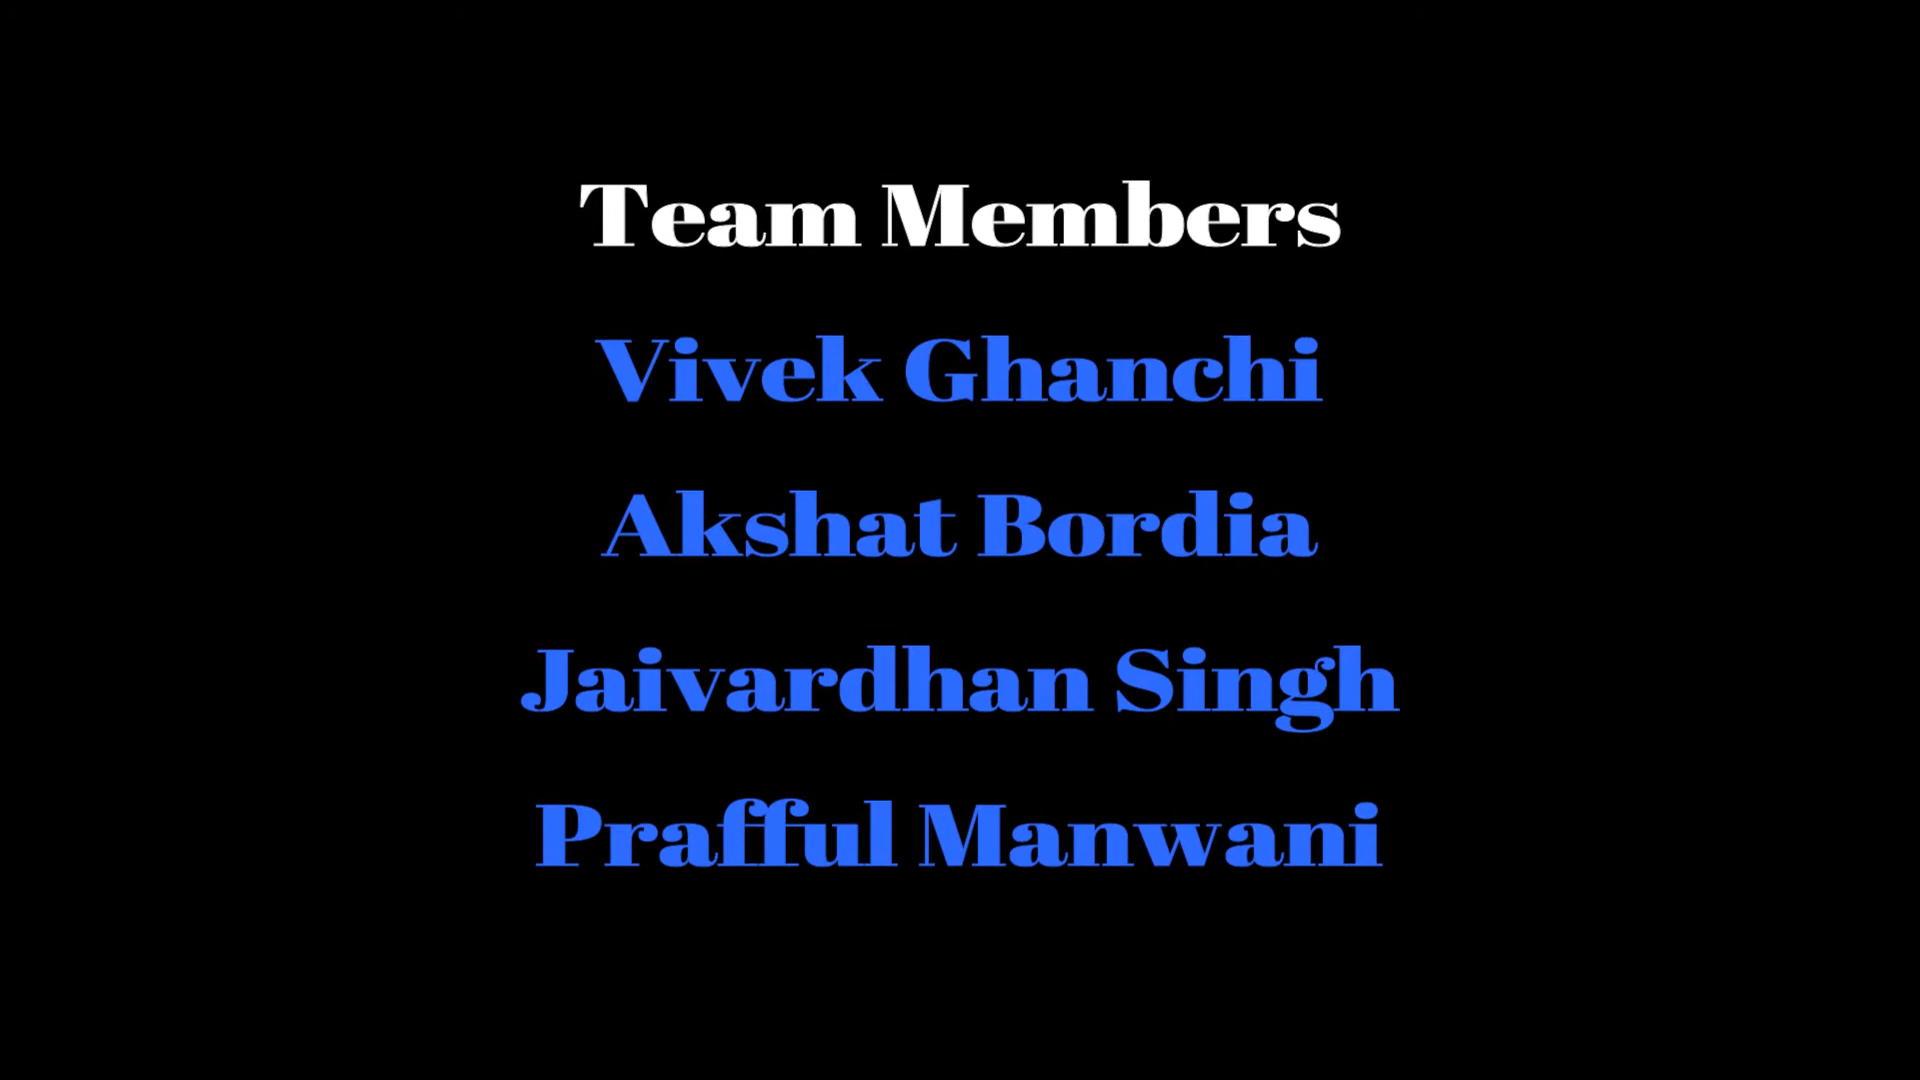 Team Members
Vivek Ghanchi
Akshat Bordia
Jaivardhan Singh
Prafful Manwani